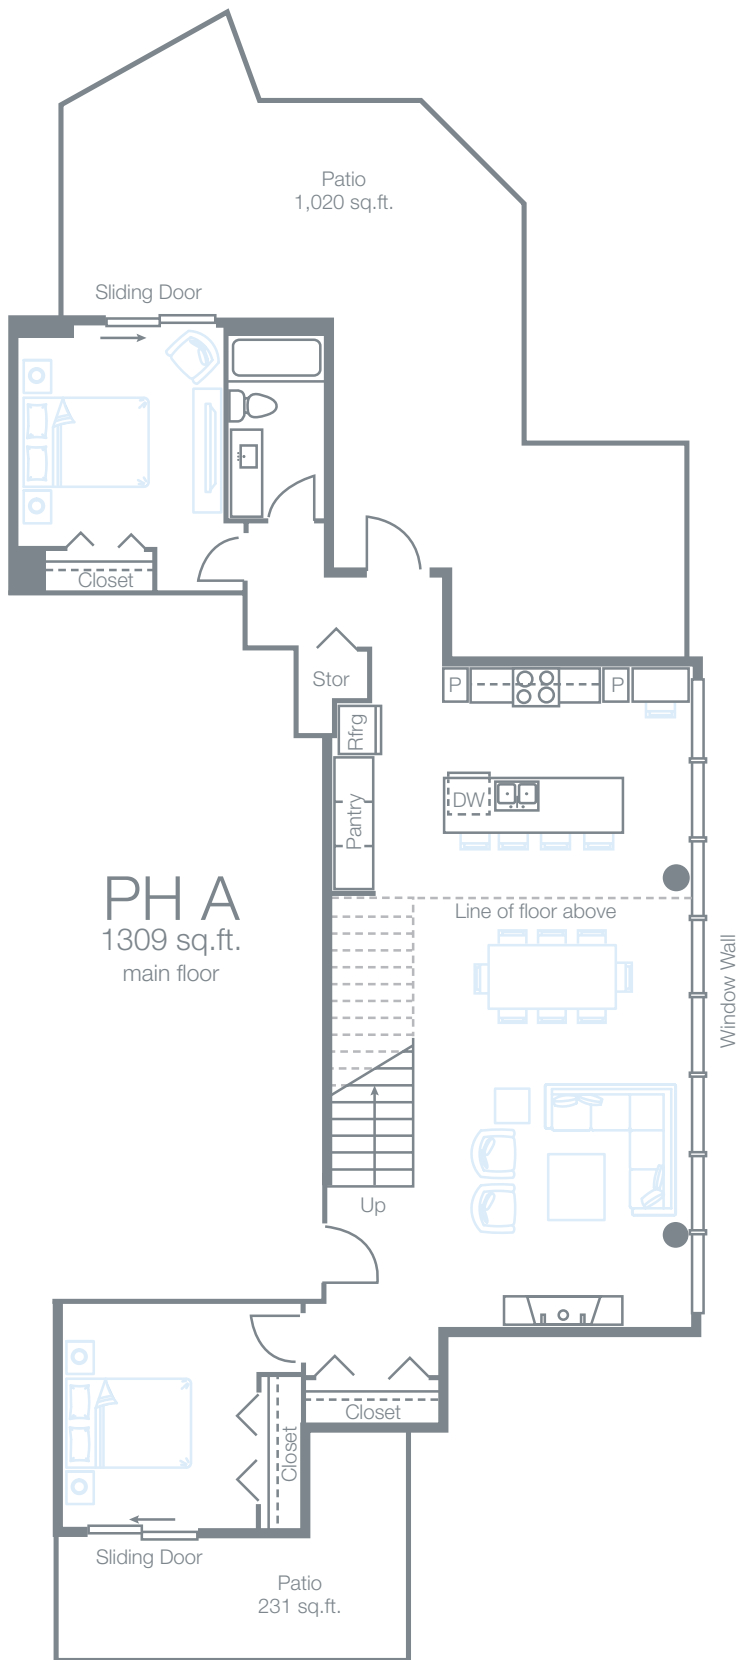 Patio
1,020 sq.ft.
Sliding Door
Closet
Stor
P
P
Rfrg
Pantry
DW
PH A
1309 sq.ft.
main floor
Line of floor above
Window Wall
Up
Closet
Closet
Sliding Door
Patio
231 sq.ft.